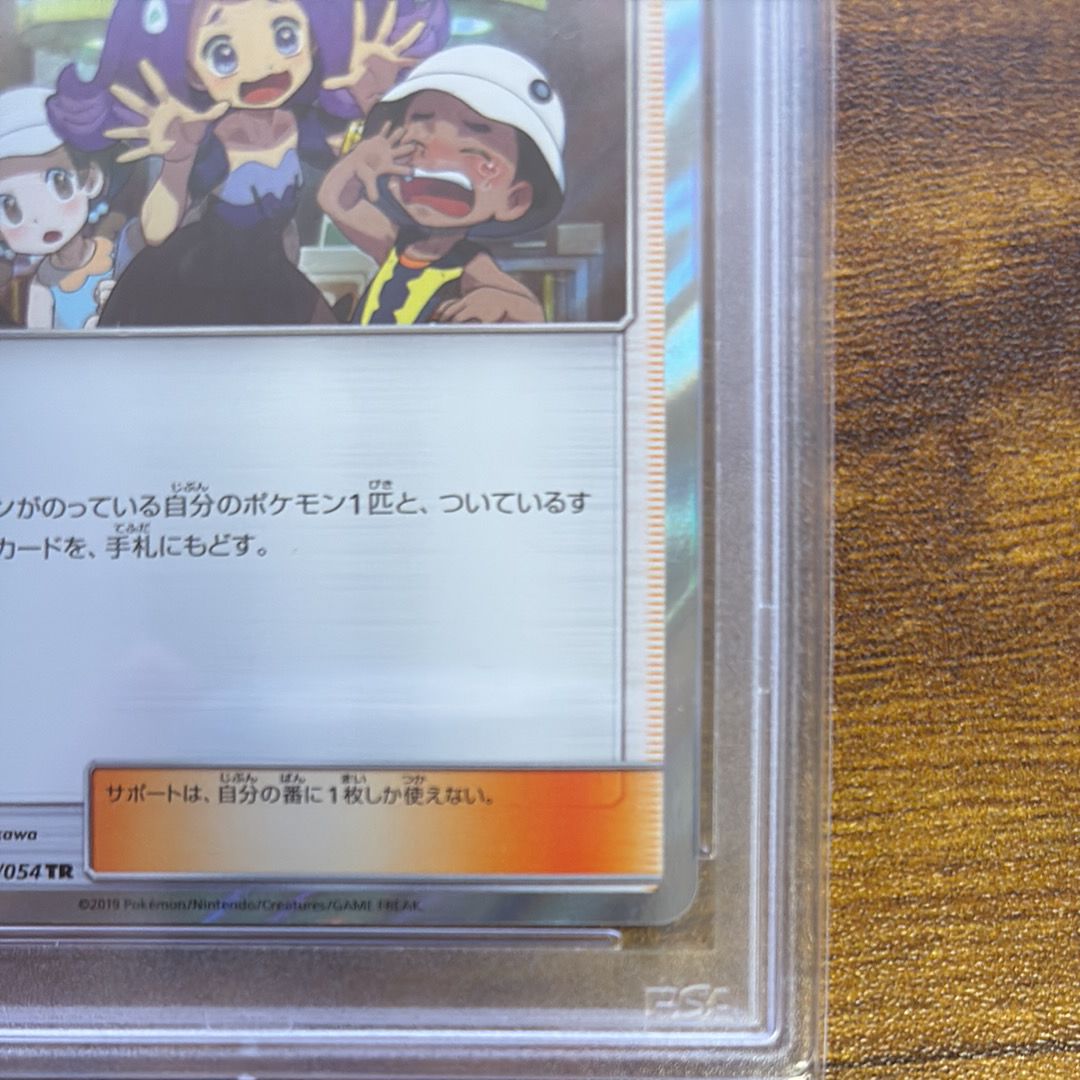 ンがのっている自分のポケモン1匹と、ついているす
カードを、手札にもどす。
サポートは、自分の番に1枚しか使えない。
/054 TR
©2019 Pokémon/Nintendo/Creatures/GAME FREAK.
PSA